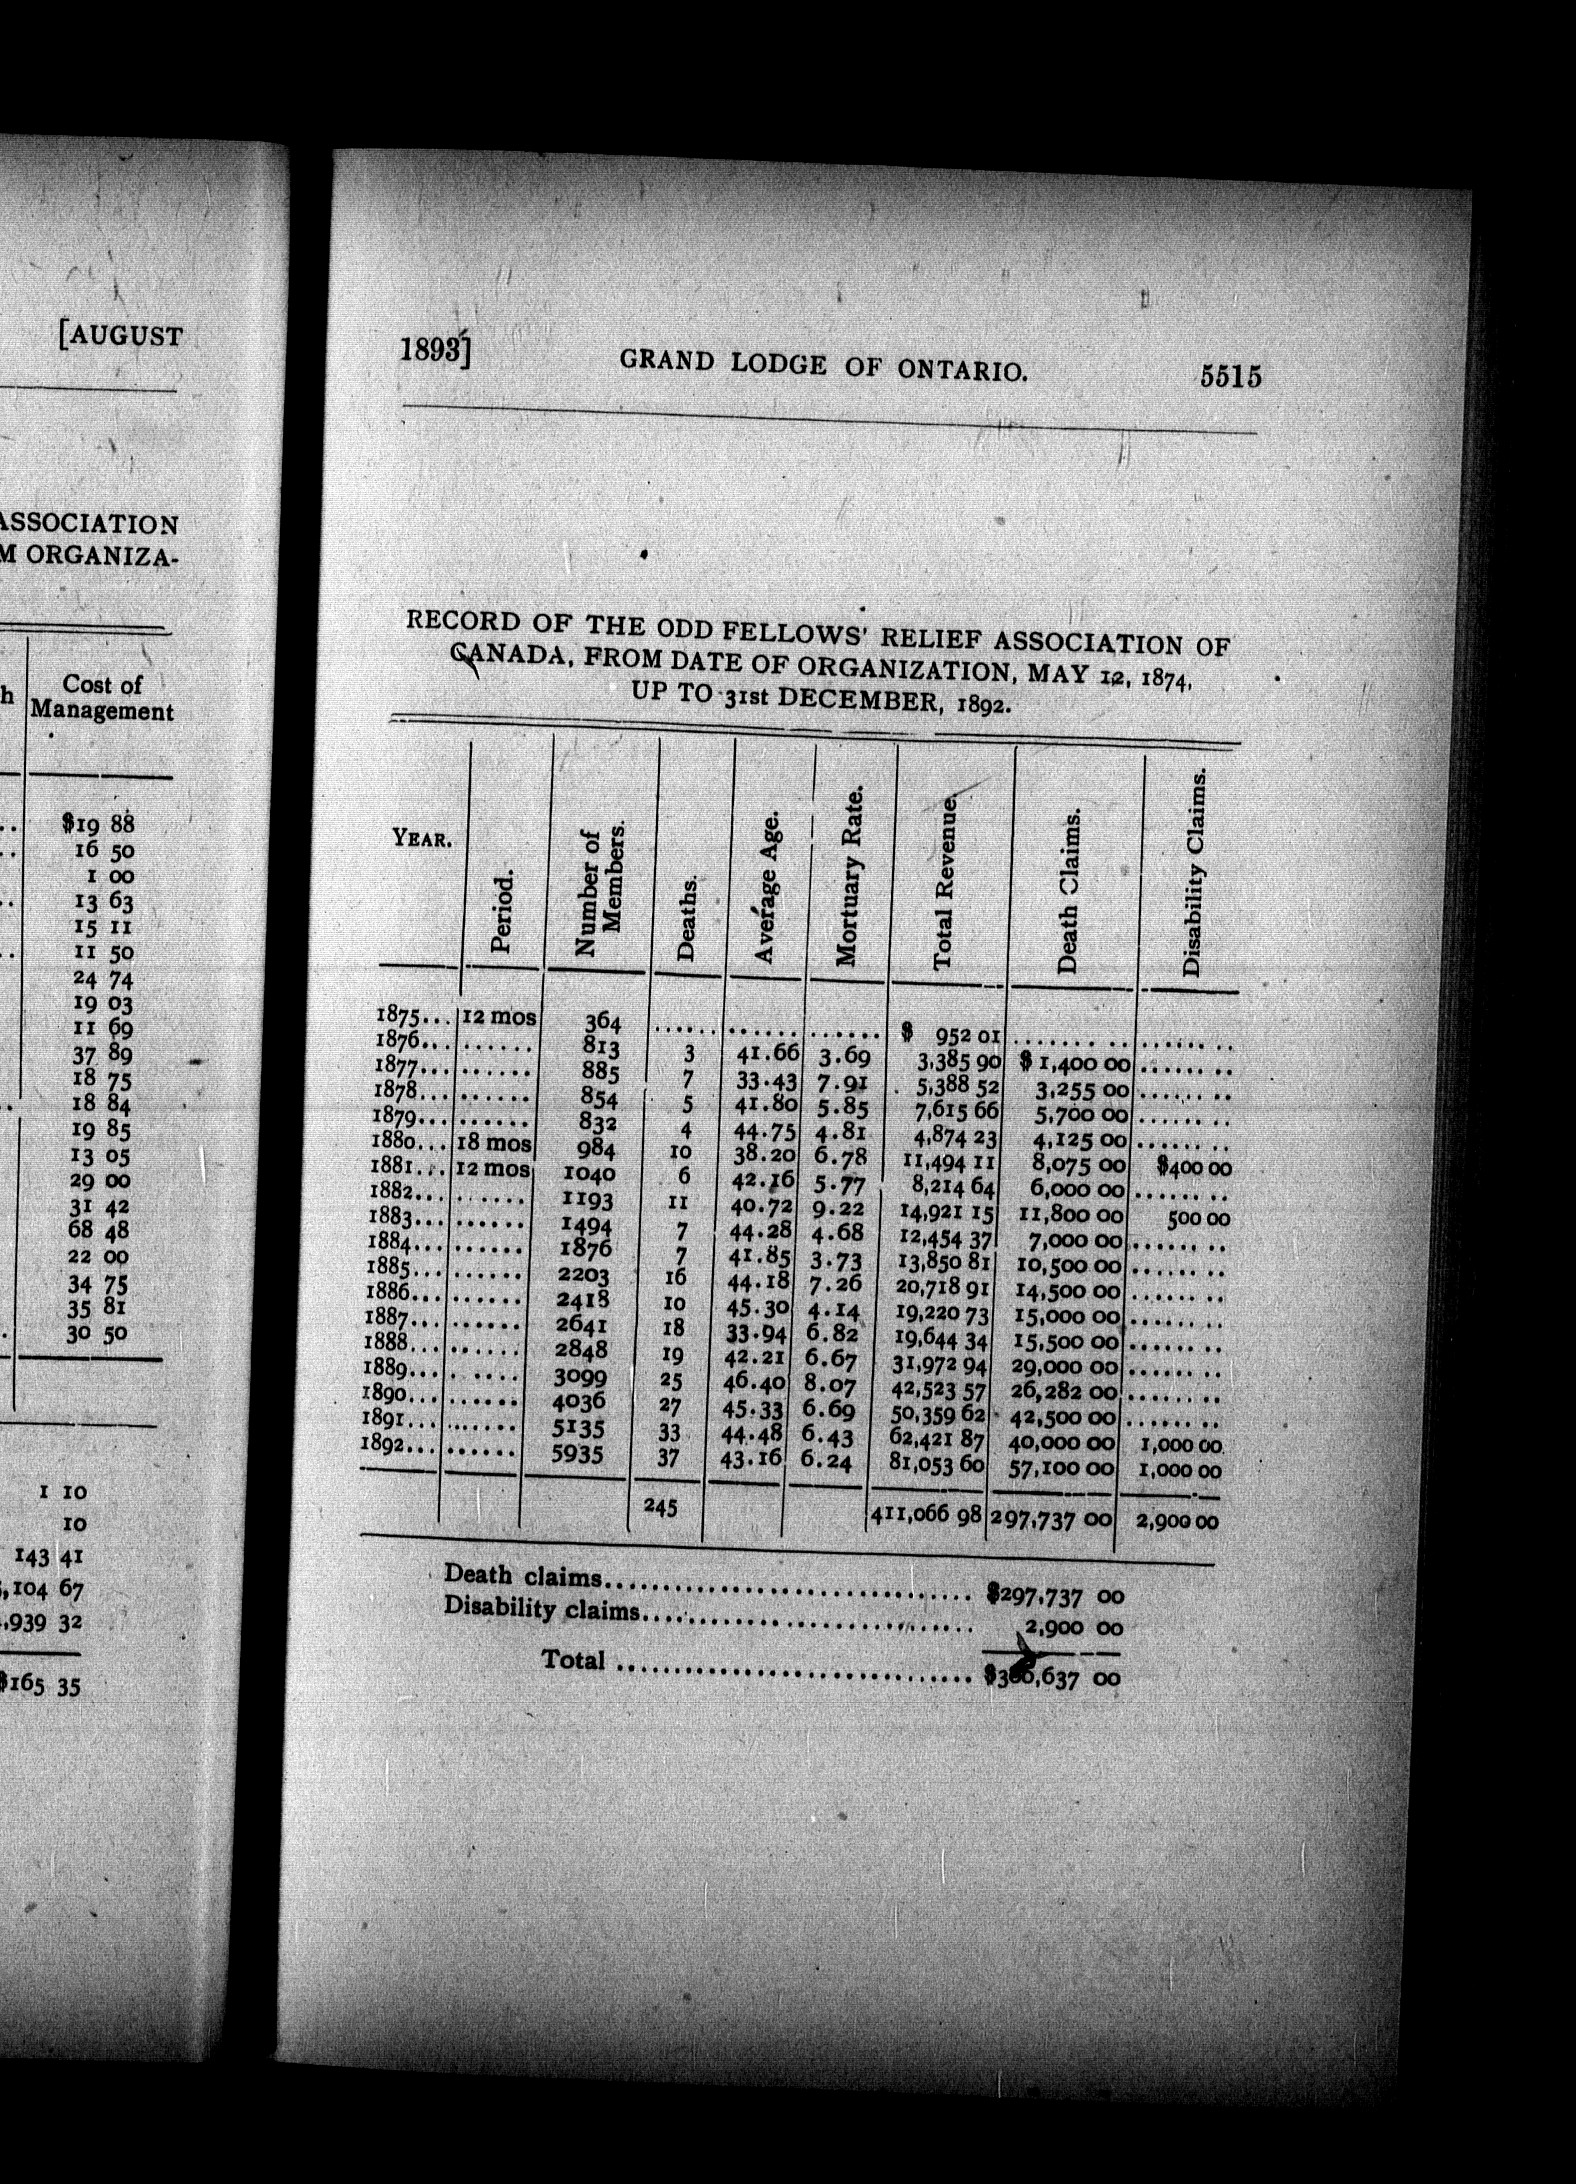 [AUGUST
ASSOCIATION
M ORGANIZA-
h
Cost of
Management
$19 88
16 50
1 00
13 63
15 11
11 50
24 74
19 03
11 69
37 89
18 75
18 84
19 85
13 05
29 00
31 42
68 48
22 00
34 75
35 81
30 50
1 10
10
143 41
,104 67
,939 32
$165 35
1893]	GRAND LODGE OF ONTARIO.	5515
RECORD OF THE ODD FELLOWS' RELIEF ASSOCIATION OF
CANADA, FROM DATE OF ORGANIZATION, MAY 12, 1874,
UP TO 31st DECEMBER, 1892.
YEAR. Period. Number of Members. Deaths. Average Age. Mortuary Rate. Total Revenue. Death Claims. Disability Claims.
1875... 12 mos 364 ...... ...... ...... $ 952 01 ........ ........
1876... ...... 813 3 41.66 3.69 3,385 90 $ 1,400 00 ........
1877... ...... 885 7 33.43 7.91 5,388 52 3,255 00 ........
1878... ...... 854 5 41.80 5.85 7,615 66 5,700 00 ........
1879... ...... 832 4 44.75 4.81 4,874 23 4,125 00 ........
1880... 18 mos 984 10 38.20 6.78 11,494 11 8,075 00 $400 00
1881... 12 mos 1040 6 42.16 5.77 8,214 64 6,000 00 ........
1882... ...... 1193 11 40.72 9.22 14,921 15 11,800 00 500 00
1883... ...... 1494 7 44.28 4.68 12,454 37 7,000 00 ........
1884... ...... 1876 7 41.85 3.73 13,850 81 10,500 00 ........
1885... ...... 2203 16 44.18 7.26 20,718 91 14,500 00 ........
1886... ...... 2418 10 45.30 4.14 19,220 73 15,000 00 ........
1887... ...... 2641 18 33.94 6.82 19,644 34 15,500 00 ........
1888... ...... 2848 19 42.21 6.67 31,972 94 29,000 00 ........
1889... ...... 3099 25 46.40 8.07 42,523 57 26,282 00 ........
1890... ...... 4036 27 45.33 6.69 50,359 62 42,500 00 ........
1891... ...... 5135 33 44.48 6.43 62,421 87 40,000 00 1,000 00
1892... ...... 5935 37 43.16 6.24 81,053 60 57,100 00 1,000 00
245 411,066 98 297,737 00 2,900 00
Death claims................................ $297,737 00
Disability claims............................. 2,900 00
Total ............................... 00